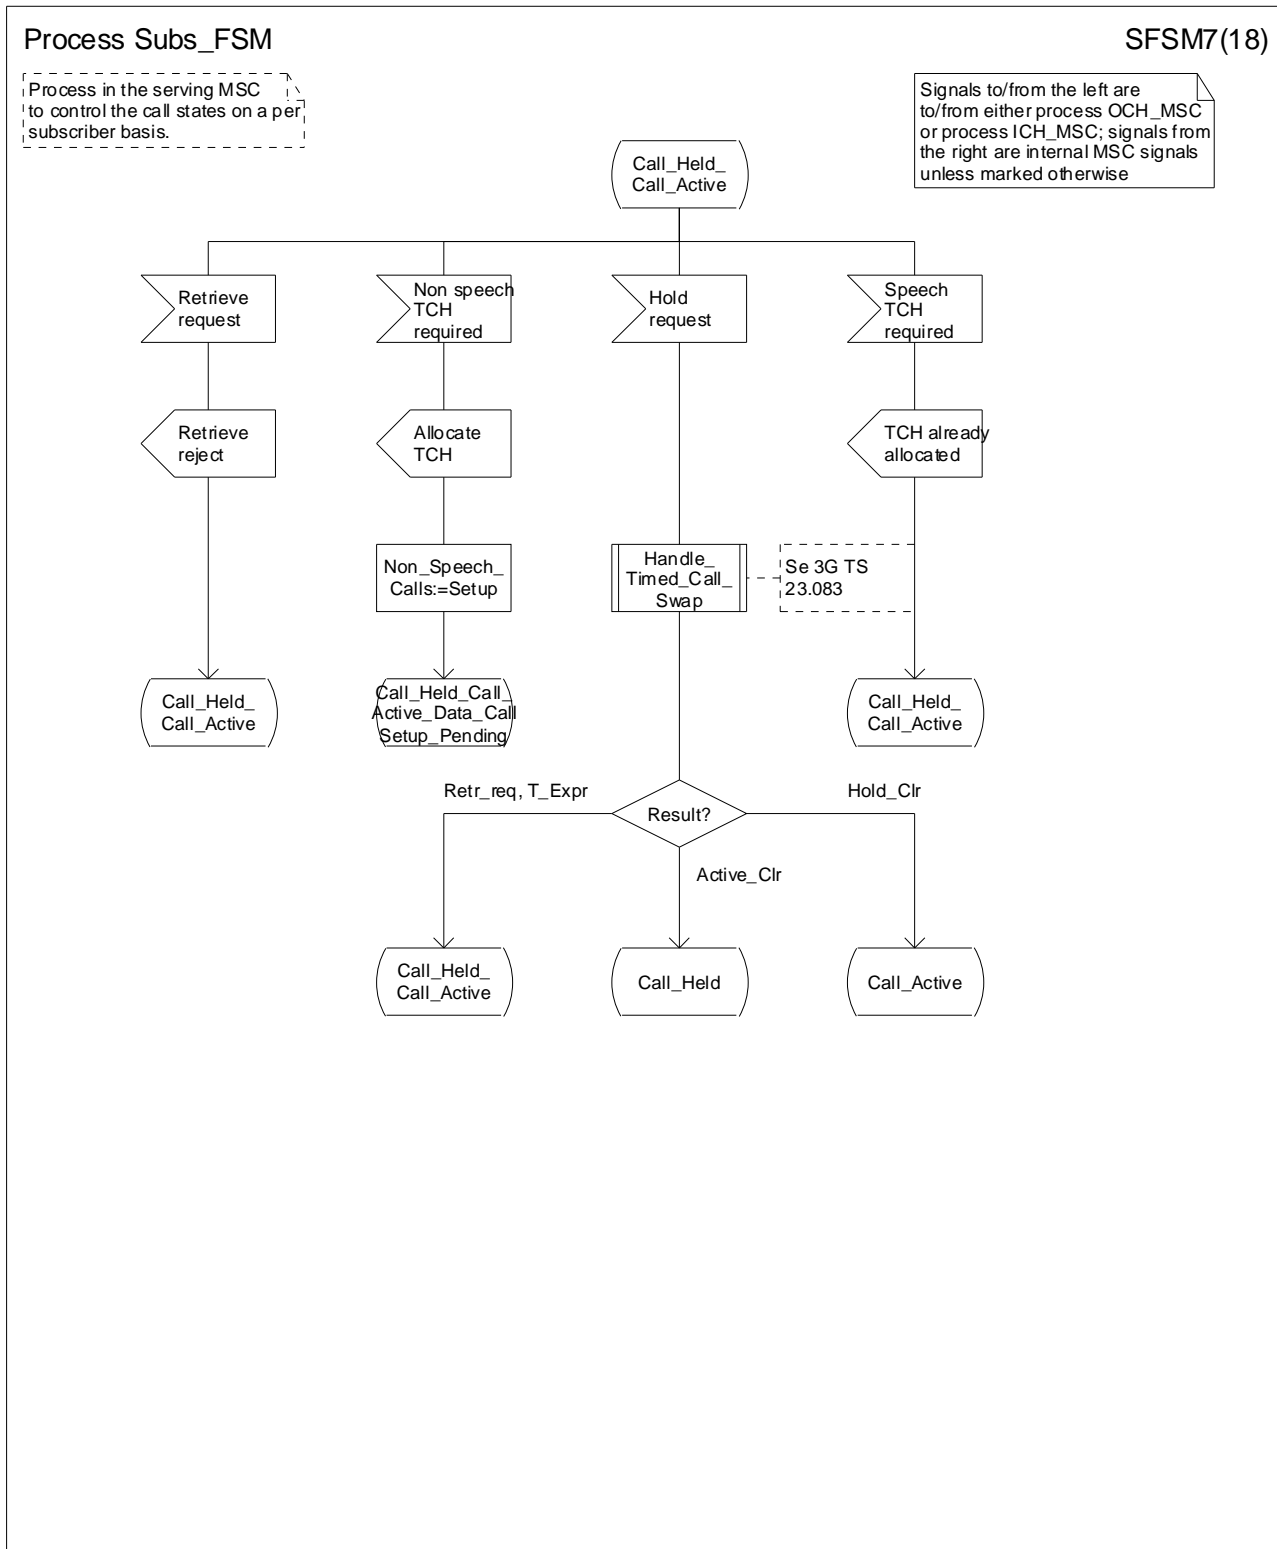 Process Subs_FSM
SFSM7(18)
Process in the serving MSC
to control the call states on a per
subscriber basis.
Signals to/from the left are
to/from either process OCH_MSC
or process ICH_MSC; signals from
the right are internal MSC signals
unless marked otherwise
Call_Held_
Call_Active
Retrieve
request
Non speech
TCH
required
Hold
request
Speech
TCH
required
Retrieve
reject
Allocate
TCH
TCH already
allocated
Non_Speech_
Calls:=Setup
Handle_
Timed_Call_
Swap
Se 3G TS
23.083
Call_Held_
Call_Active
Call_Held_Call_
Active_Data_Call
Setup_Pending
Call_Held_
Call_Active
Retr_req, T_Expr
Result?
Hold_Clr
Active_Clr
Call_Held_
Call_Active
Call_Held
Call_Active